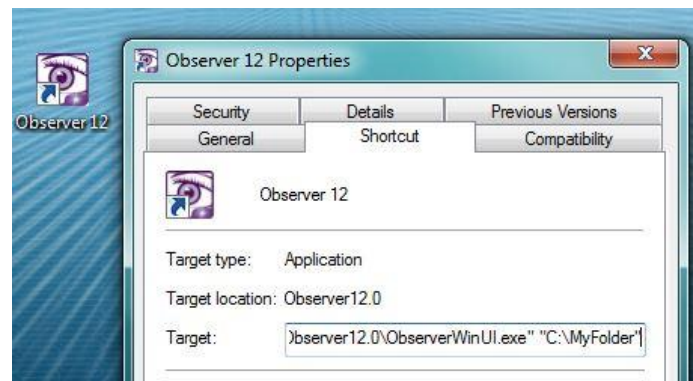 Observer 12 Properties
Observer 12
Security Details Previous Versions
General Shortcut Compatibility
Observer 12
Target type: Application
Target location: Observer12.0
Target: bserver12.0\ObserverWinUI.exe" "C:\MyFolder"